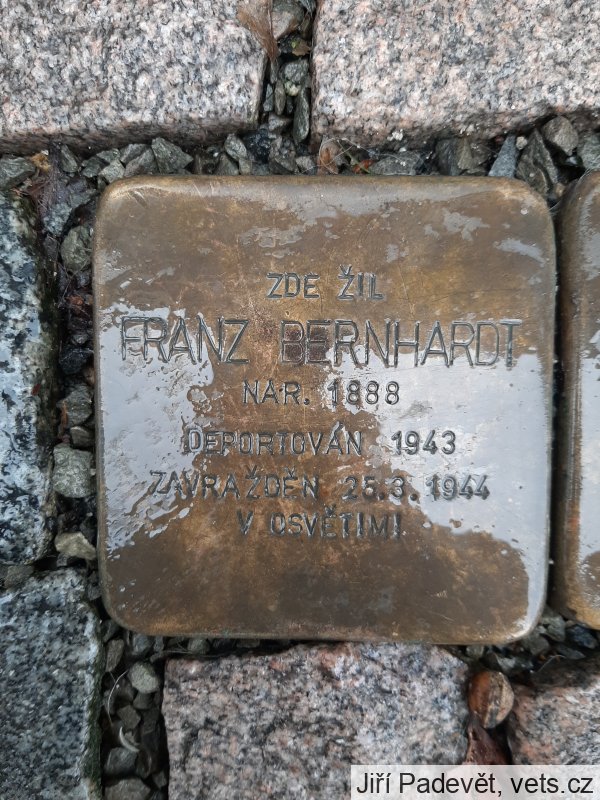 ZDE ŽIL
FRANZ BERNHARDT
NAR. 1888
DEPORTOVÁN 1943
ZAVRAŽDĚN 25.3.1944
V OSVĚTIMI
Jiří Padevět, vets.cz